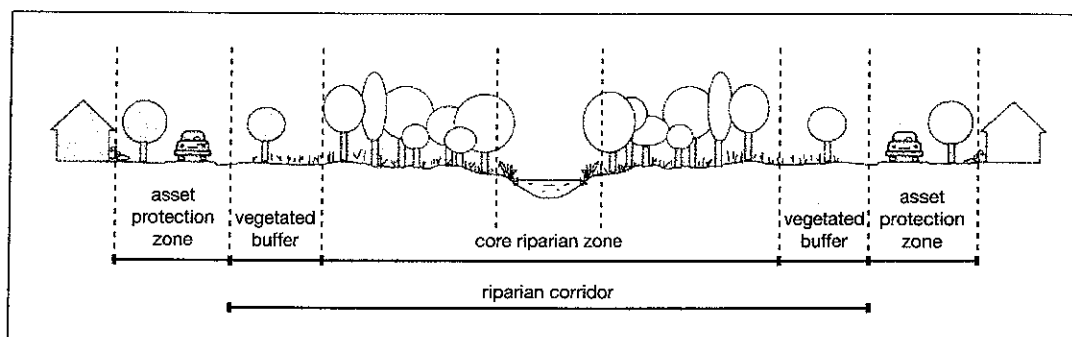 asset
protection
zone
vegetated
buffer
core riparian zone
vegetated
buffer
asset
protection
zone
riparian corridor